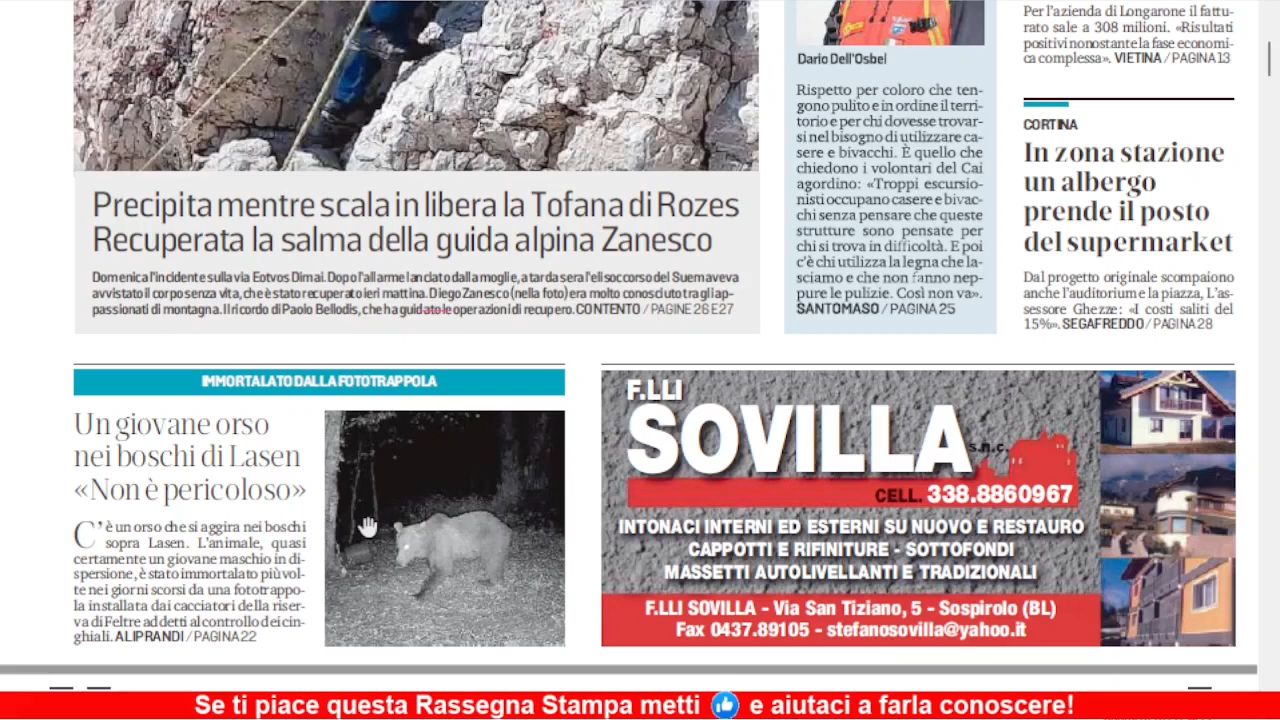 Precipita mentre scala in libera la Tofana di Rozes
Recuperata la salma della guida alpina Zanesco
Domenica l'incidente sulla via Eotvos Dimai. Dopo l'allarme lanciato dalla moglie, a tarda sera l'elisoccorso del Suem aveva
avvistato il corpo senza vita, che è stato recuperato ieri mattina. Diego Zanesco (nella foto) era molto conosciuto tra gli ap-
passionati di montagna. Il ricordo di Paolo Bellodis, che ha guidato le operazioni di recupero. CONTENTO / PAGINE 26 E 27
Dario Dell'Osbel
Rispetto per coloro che ten-
gono pulito e in ordine il terri-
torio e per chi dovesse trovar-
si nel bisogno di utilizzare ca-
sere e bivacchi. È quello che
chiedono i volontari del Cai
agordino: «Troppi escursio-
nisti occupano casere e bivac-
chi senza pensare che queste
strutture sono pensate per
chi si trova in difficoltà. E poi
c'è chi utilizza la legna che la-
sciamo e che non fanno nep-
pure le pulizie. Così non va».
SANTOMASO / PAGINA 25
Per l'azienda di Longarone il fattu-
rato sale a 308 milioni. «Risultati
positivi nonostante la fase economi-
ca complessa». VIETINA / PAGINA 13
CORTINA
In zona stazione
un albergo
prende il posto
del supermarket
Dal progetto originale scompaiono
anche l'auditorium e la piazza, L'as-
sessore Ghezze: «I costi saliti del
15%». SEGAFREDDO / PAGINA 28
IMMORTALATO DALLA FOTOTRAPPOLA
Un giovane orso
nei boschi di Lasen
«Non è pericoloso»
C'è un orso che si aggira nei boschi
sopra Lasen. L'animale, quasi
certamente un giovane maschio in di-
spersione, è stato immortalato più vol-
te nei giorni scorsi da una fototrappo-
la installata dai cacciatori della riser-
va di Feltre addetti al controllo dei cin-
ghiali. ALIPRANDI / PAGINA 22
F.LLI
SOVILLA s.n.c.
CELL. 338.8860967
INTONACI INTERNI ED ESTERNI SU NUOVO E RESTAURO
CAPPOTTI E RIFINITURE - SOTTOFONDI
MASSETTI AUTOLIVELLANTI E TRADIZIONALI
F.LLI SOVILLA - Via San Tiziano, 5 - Sospirolo (BL)
Fax 0437.89105 - stefanosovilla@yahoo.it
Se ti piace questa Rassegna Stampa metti 👍 e aiutaci a farla conoscere!